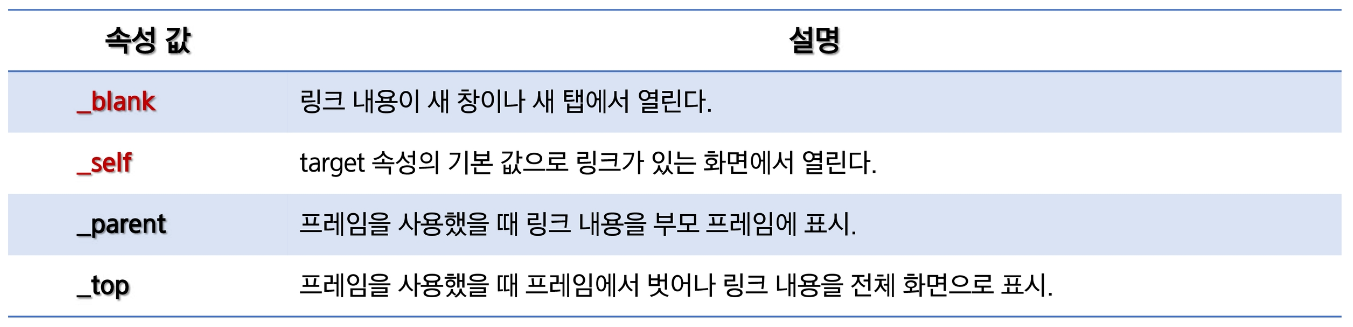 속성 값 설명
_blank 링크 내용이 새 창이나 새 탭에서 열린다.
_self target 속성의 기본 값으로 링크가 있는 화면에서 열린다.
_parent 프레임을 사용했을 때 링크 내용을 부모 프레임에 표시.
_top 프레임을 사용했을 때 프레임에서 벗어나 링크 내용을 전체 화면으로 표시.